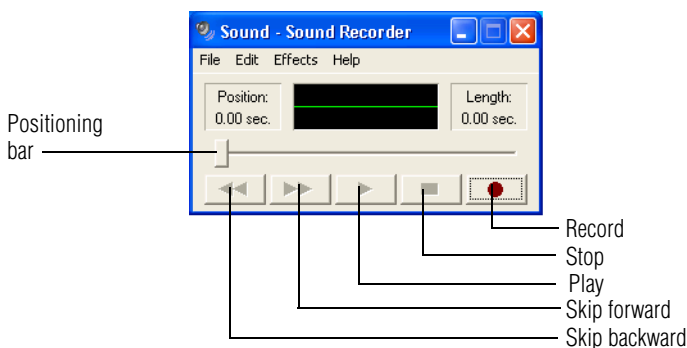 Sound - Sound Recorder
File Edit Effects Help
Position:
0.00 sec.
Length:
0.00 sec.
Positioning
bar
Record
Stop
Play
Skip forward
Skip backward